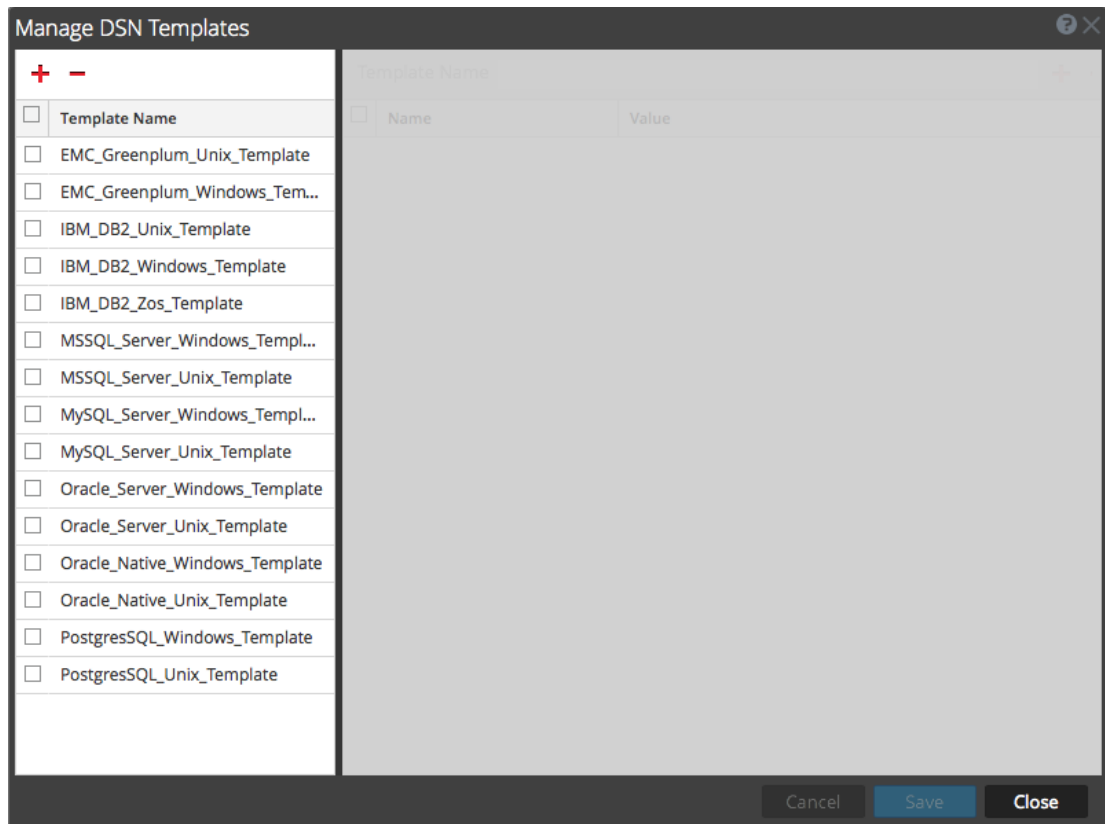 Manage DSN Templates
Template Name
Template Name
Name Value
EMC_Greenplum_Unix_Template
EMC_Greenplum_Windows_Tem...
IBM_DB2_Unix_Template
IBM_DB2_Windows_Template
IBM_DB2_Zos_Template
MSSQL_Server_Windows_Templ...
MSSQL_Server_Unix_Template
MySQL_Server_Windows_Templ...
MySQL_Server_Unix_Template
Oracle_Server_Windows_Template
Oracle_Server_Unix_Template
Oracle_Native_Windows_Template
Oracle_Native_Unix_Template
PostgresSQL_Windows_Template
PostgresSQL_Unix_Template
Cancel Save Close